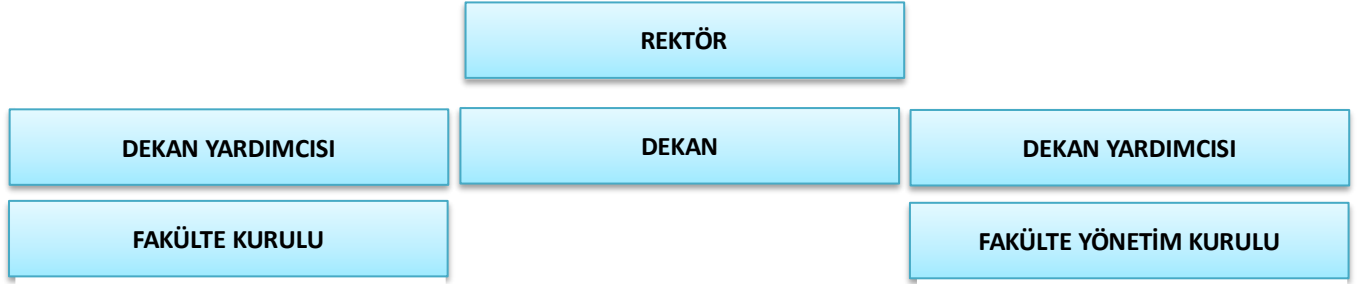 REKTÖR
DEKAN YARDIMCISI
DEKAN
DEKAN YARDIMCISI
FAKÜLTE KURULU
FAKÜLTE YÖNETİM KURULU